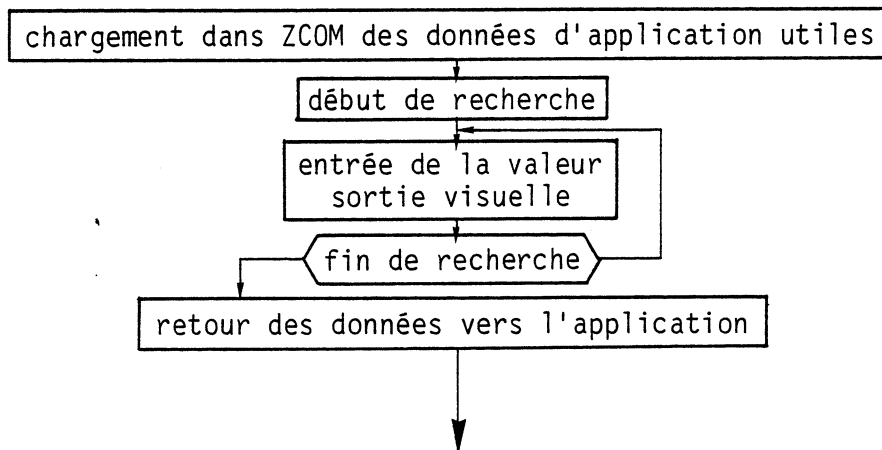 chargement dans ZCOM des données d'application utiles
début de recherche
entrée de la valeur
sortie visuelle
fin de recherche
retour des données vers l'application